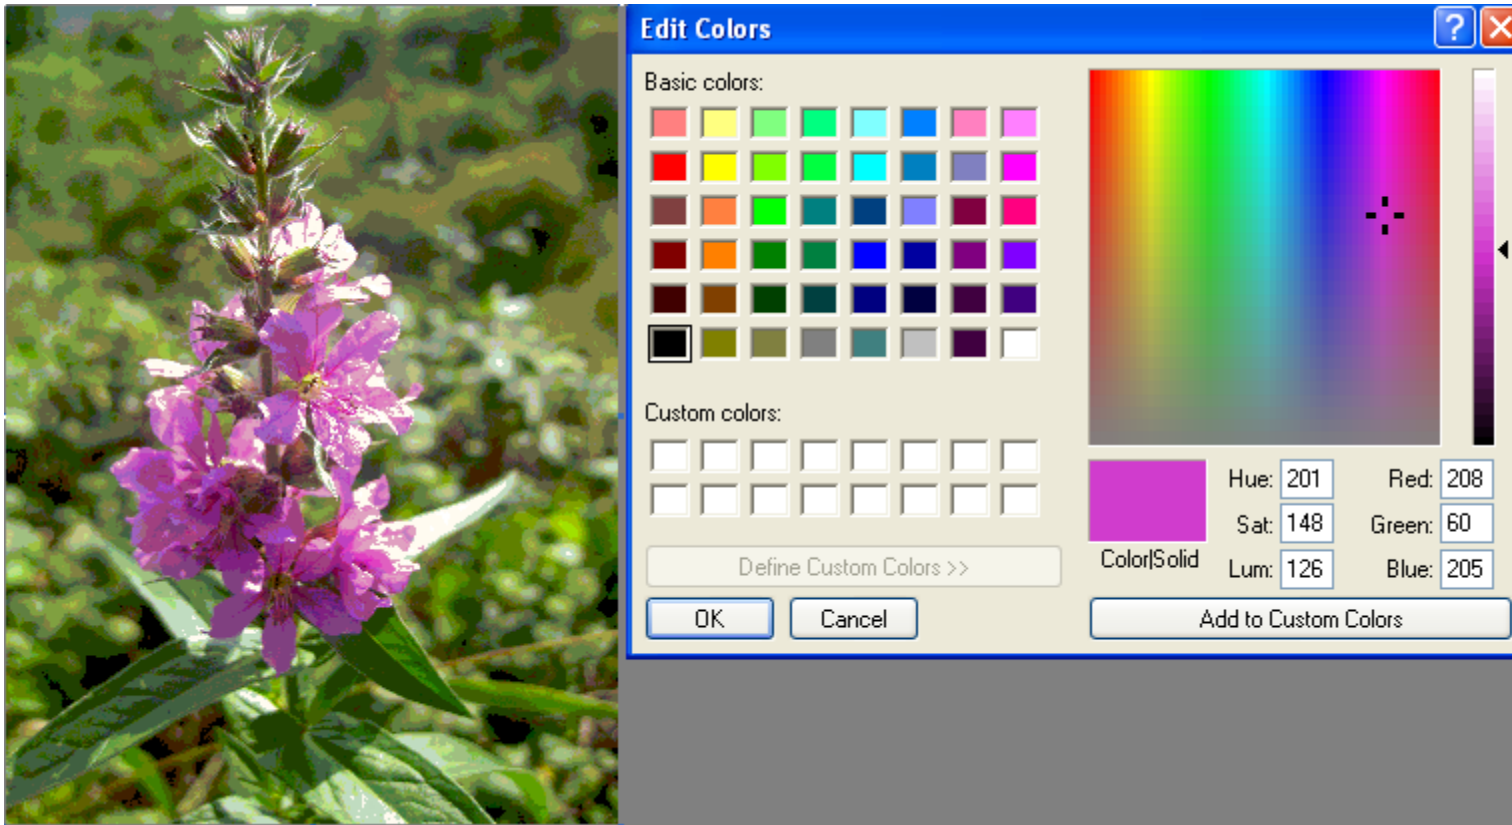 Edit Colors
?
Basic colors:
Custom colors:
Define Custom Colors >>
OK
Cancel
Color|Solid
Hue: 201
Sat: 148
Lum: 126
Red: 208
Green: 60
Blue: 205
Add to Custom Colors